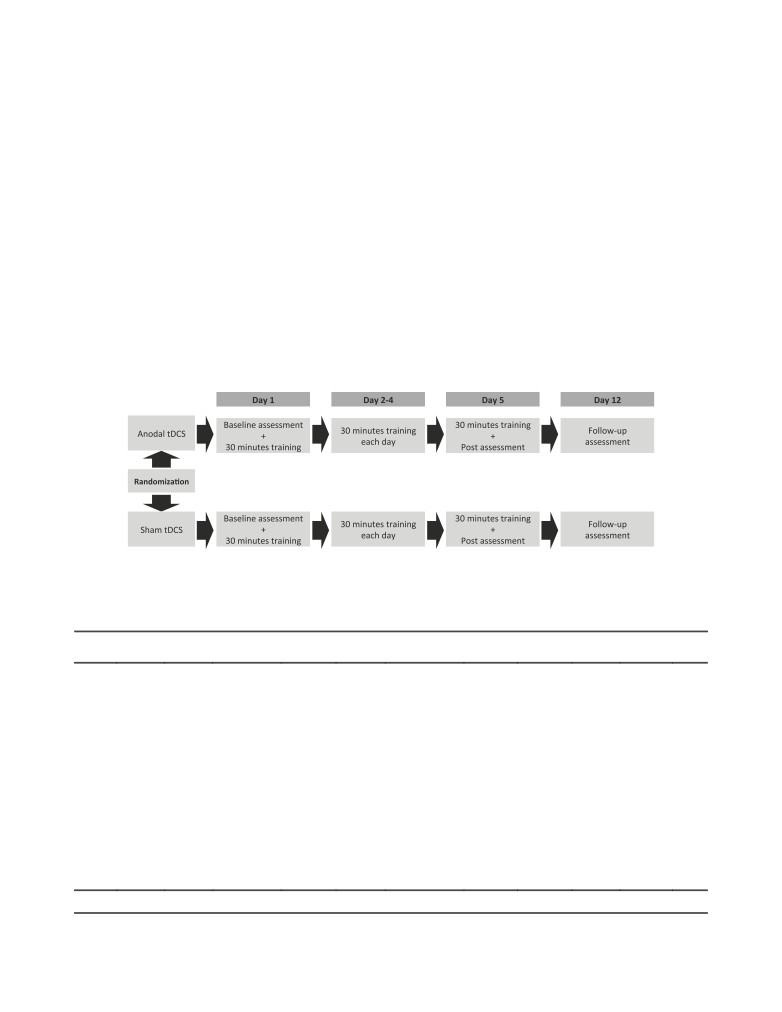 Day 1
Day 2-4
Day 5
Day 12
Anodal tDCS
Baseline assessment
+
30 minutes training
30 minutes training
each day
30 minutes training
+
Post assessment
Follow-up
assessment
Randomization
Sham tDCS
Baseline assessment
+
30 minutes training
30 minutes training
each day
30 minutes training
+
Post assessment
Follow-up
assessment